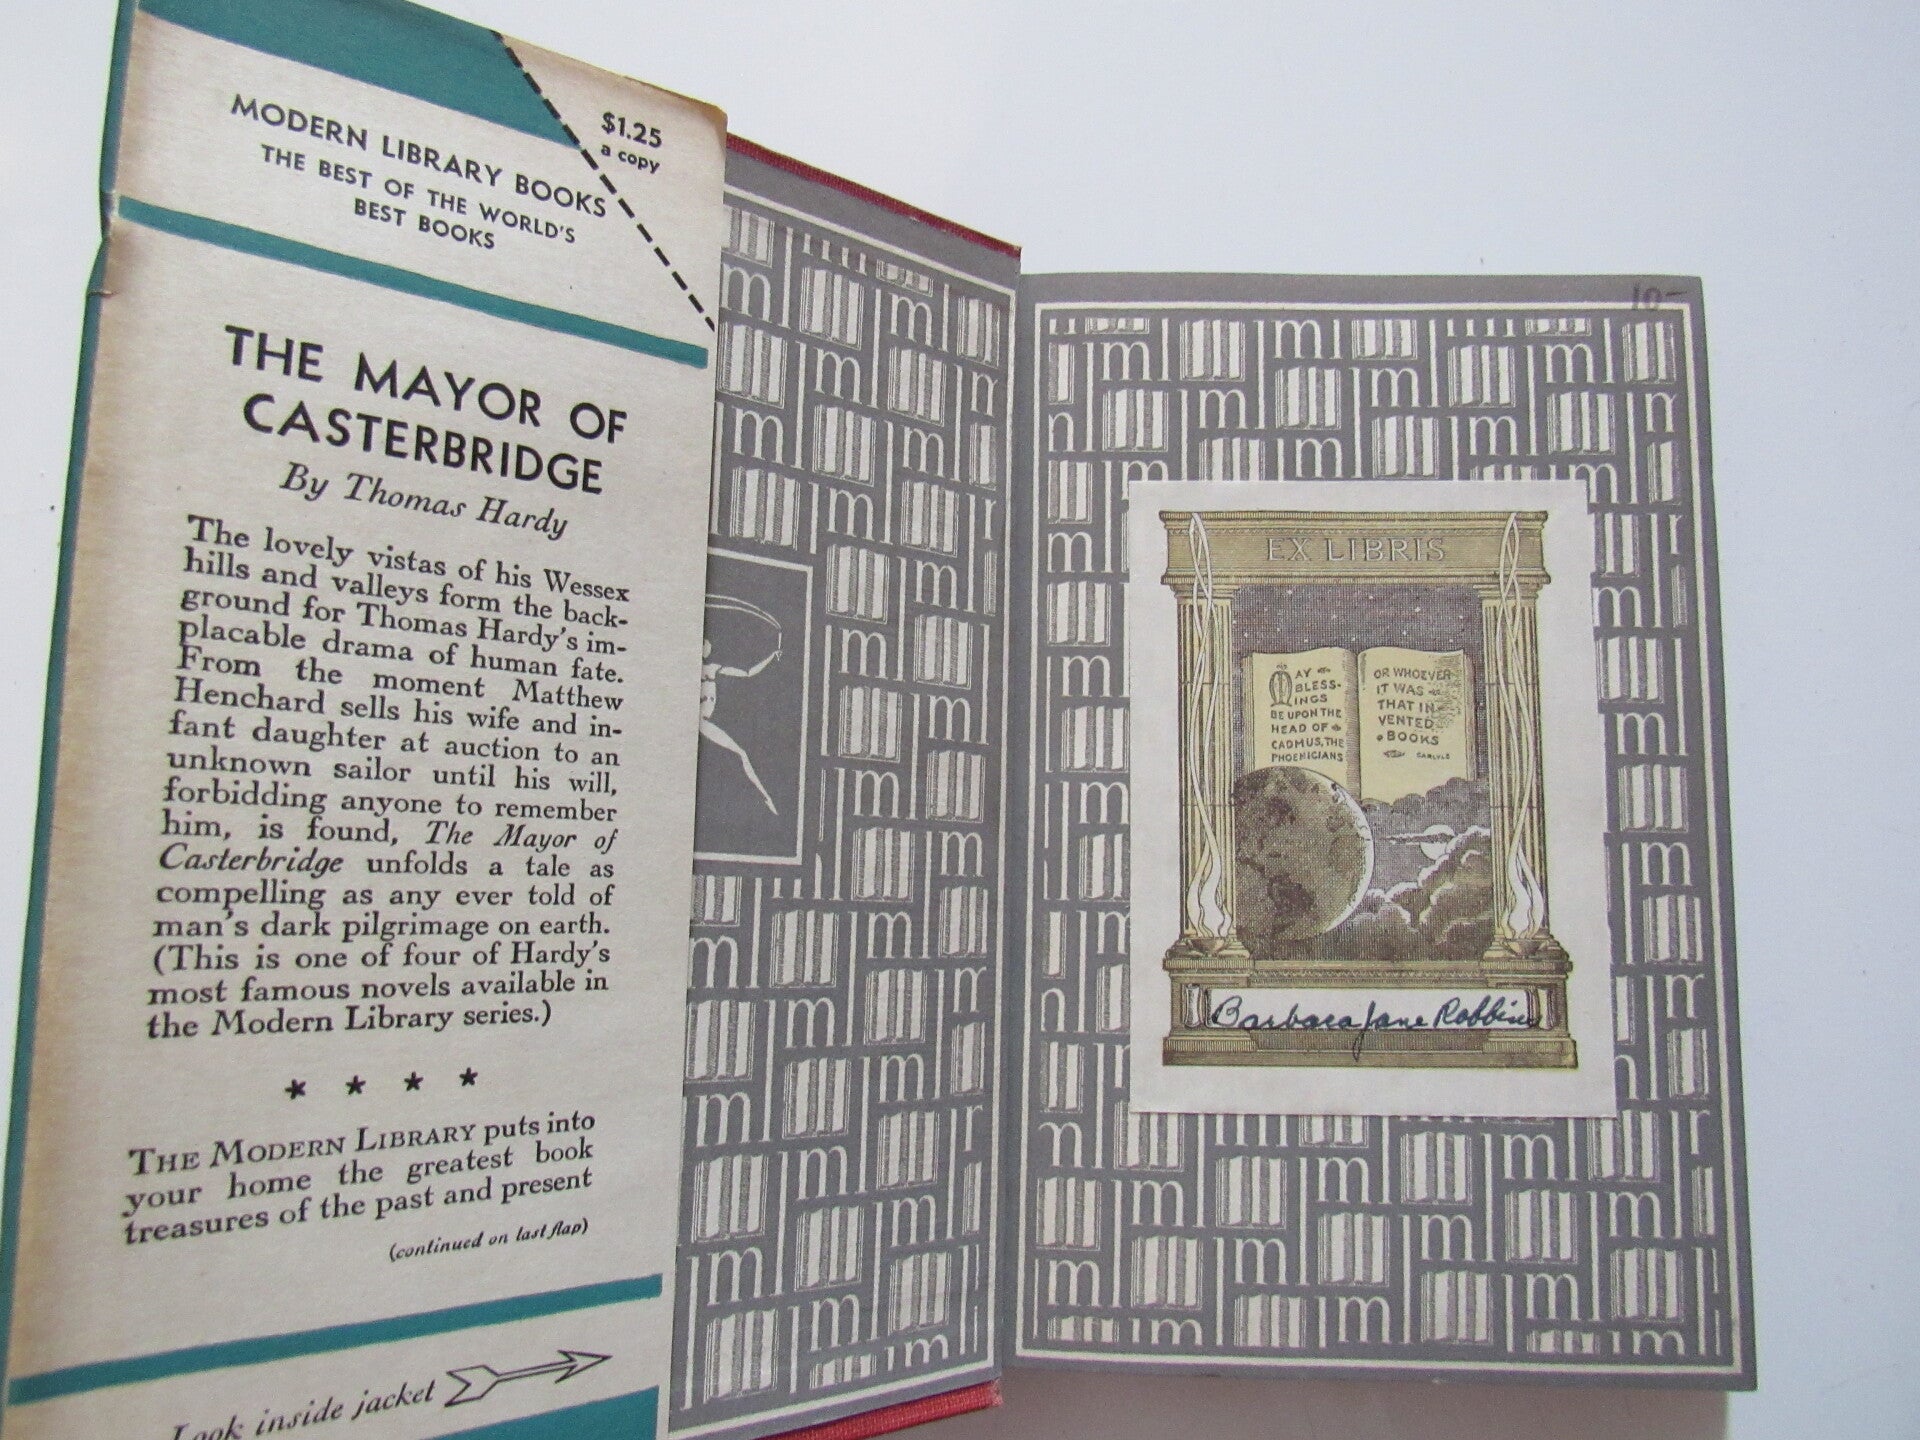 $1.25
a copy
MODERN LIBRARY BOOKS
THE BEST OF THE WORLD'S
BEST BOOKS
THE MAYOR OF
CASTERBRIDGE
By Thomas Hardy
The lovely vistas of his Wessex
hills and valleys form the back-
ground for Thomas Hardy's im-
placable drama of human fate.
From the moment Matthew
Henchard sells his wife and in-
fant daughter at auction to an
unknown sailor until his will,
forbidding anyone to remember
him, is found, The Mayor of
Casterbridge unfolds a tale as
compelling as any ever told of
man's dark pilgrimage on earth.
(This is one of four of Hardy's
most famous novels available in
the Modern Library series.)
* * * *
THE MODERN LIBRARY puts into
your home the greatest book
treasures of the past and present
(continued on last flap)
Look inside jacket
10-
EX LIBRIS
MAY
BLESS-
INGS
BE UPON THE
HEAD OF
CADMUS, THE
PHOENICIANS
OR WHOEVER
IT WAS
THAT IN-
VENTED
BOOKS
CARLYLE
Barbara Jane Robbins